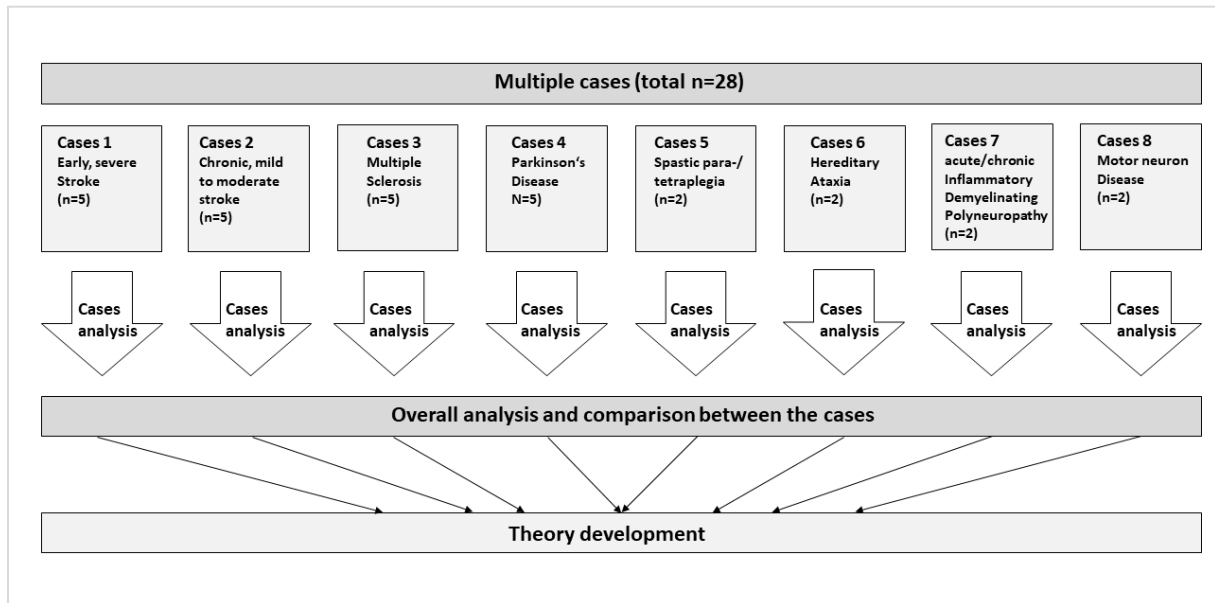 Multiple cases (total n=28)
Cases 1
Early, severe
Stroke
(n=5)
Cases 2
Chronic, mild
to moderate
stroke
(n=5)
Cases 3
Multiple
Sclerosis
(n=5)
Cases 4
Parkinson‘s
Disease
N=5)
Cases 5
Spastic para-/
tetraplegia
(n=2)
Cases 6
Hereditary
Ataxia
(n=2)
Cases 7
acute/chronic
Inflammatory
Demyelinating
Polyneuropathy
(n=2)
Cases 8
Motor neuron
Disease
(n=2)
Cases
analysis
Cases
analysis
Cases
analysis
Cases
analysis
Cases
analysis
Cases
analysis
Cases
analysis
Cases
analysis
Overall analysis and comparison between the cases
Theory development